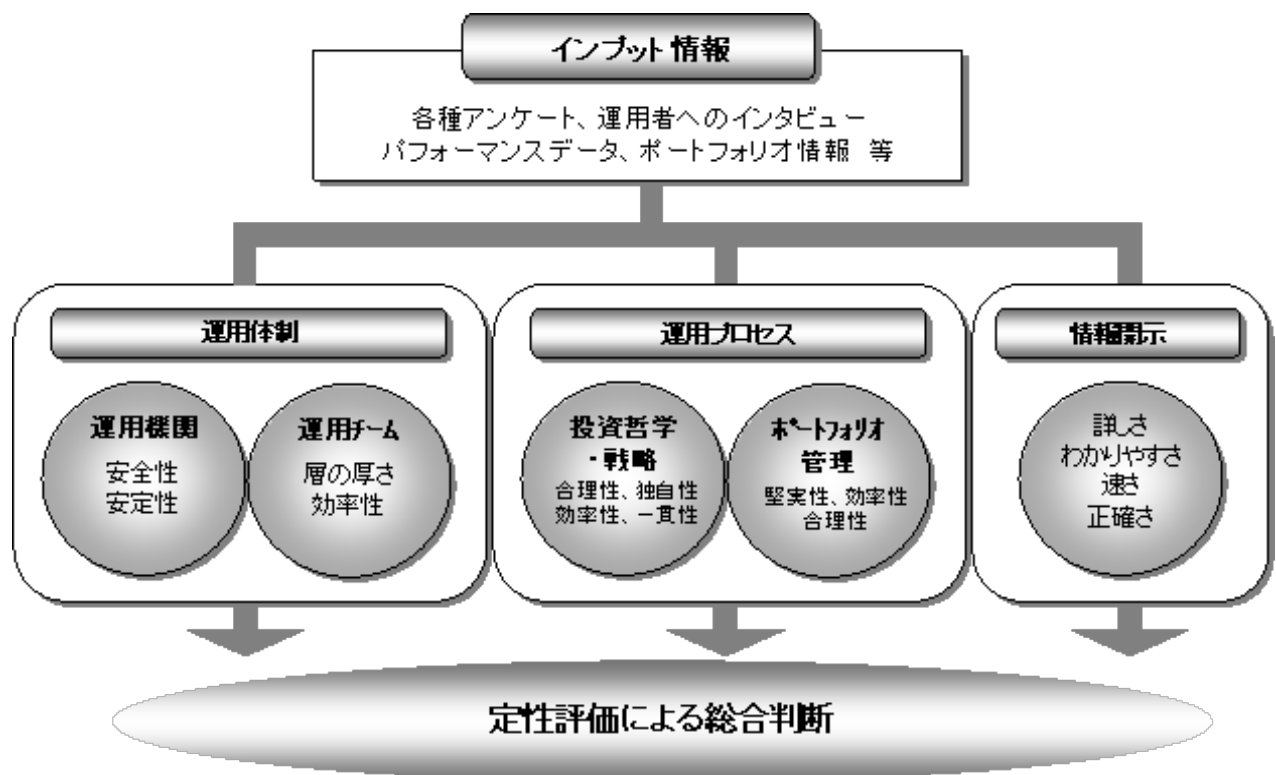 インプット情報
各種アンケート、運用者へのインタビュー
パフォーマンスデータ、ポートフォリオ情報 等
運用体制
運用機関
安全性
安定性
運用チーム
層の厚さ
効率性
運用プロセス
投資哲学
・戦略
合理性、独自性
効率性、一貫性
ポートフォリオ
管理
堅実性、効率性
合理性
情報開示
詳しさ
わかりやすさ
速さ
正確さ
定性評価による総合判断